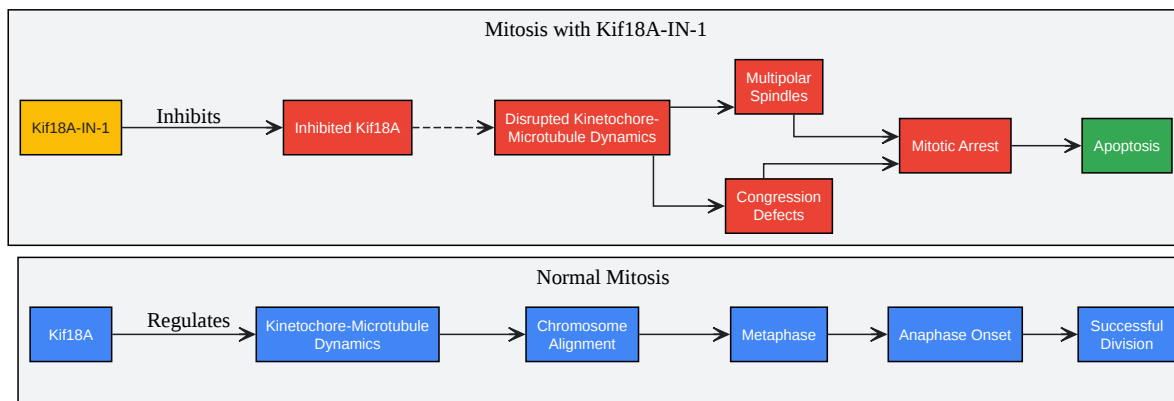 Mitosis with Kif18A-IN-1
Kif18A-IN-1
Inhibits
Inhibited Kif18A
Disrupted Kinetochore-
Microtubule Dynamics
Multipolar
Spindles
Congression
Defects
Mitotic Arrest
Apoptosis
Normal Mitosis
Kif18A
Regulates
Kinetochore-Microtubule
Dynamics
Chromosome
Alignment
Metaphase
Anaphase Onset
Successful
Division